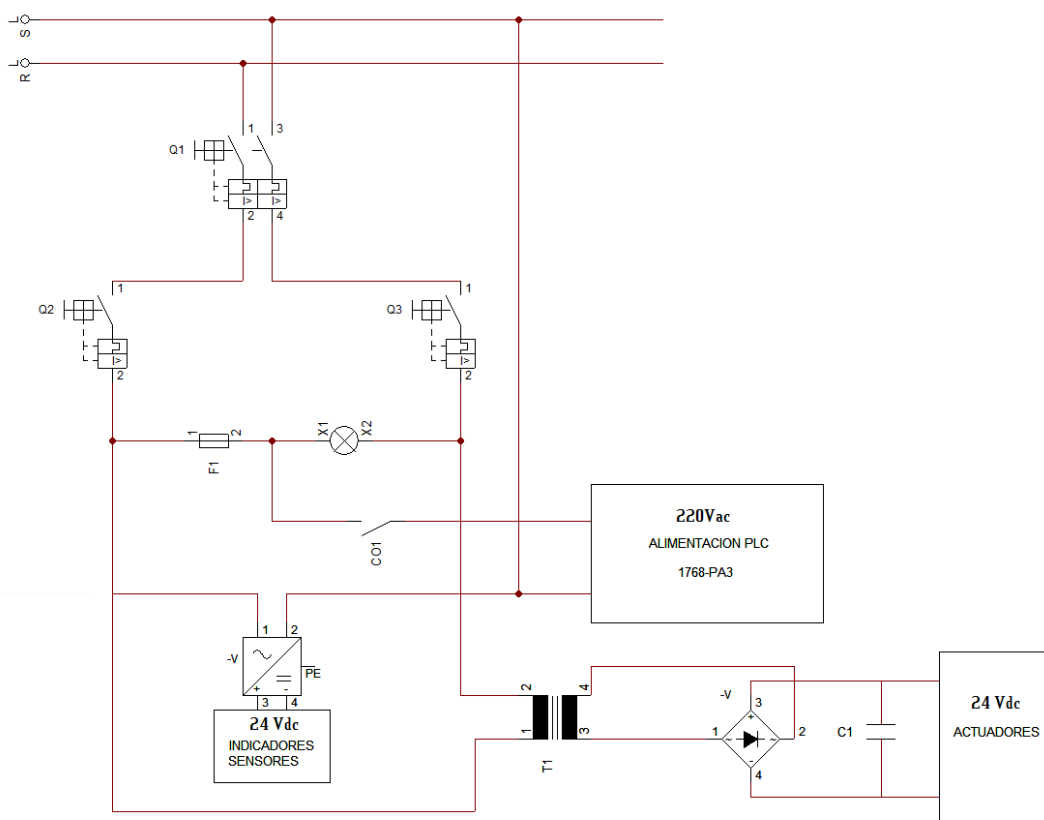 L
S
L
R
1 3
Q1
I> I>
2 4
1
Q2
I>
2
1
Q3
I>
2
1 2
F1
X1 X2
CO1
220Vac
ALIMENTACION PLC
1768-PA3
1 2
-V
PE
+ -
3 4
24 Vdc
INDICADORES
SENSORES
2 4
1 3
T1
-V
3
+
1 ~ ~ 2
-
4
C1
24 Vdc
ACTUADORES